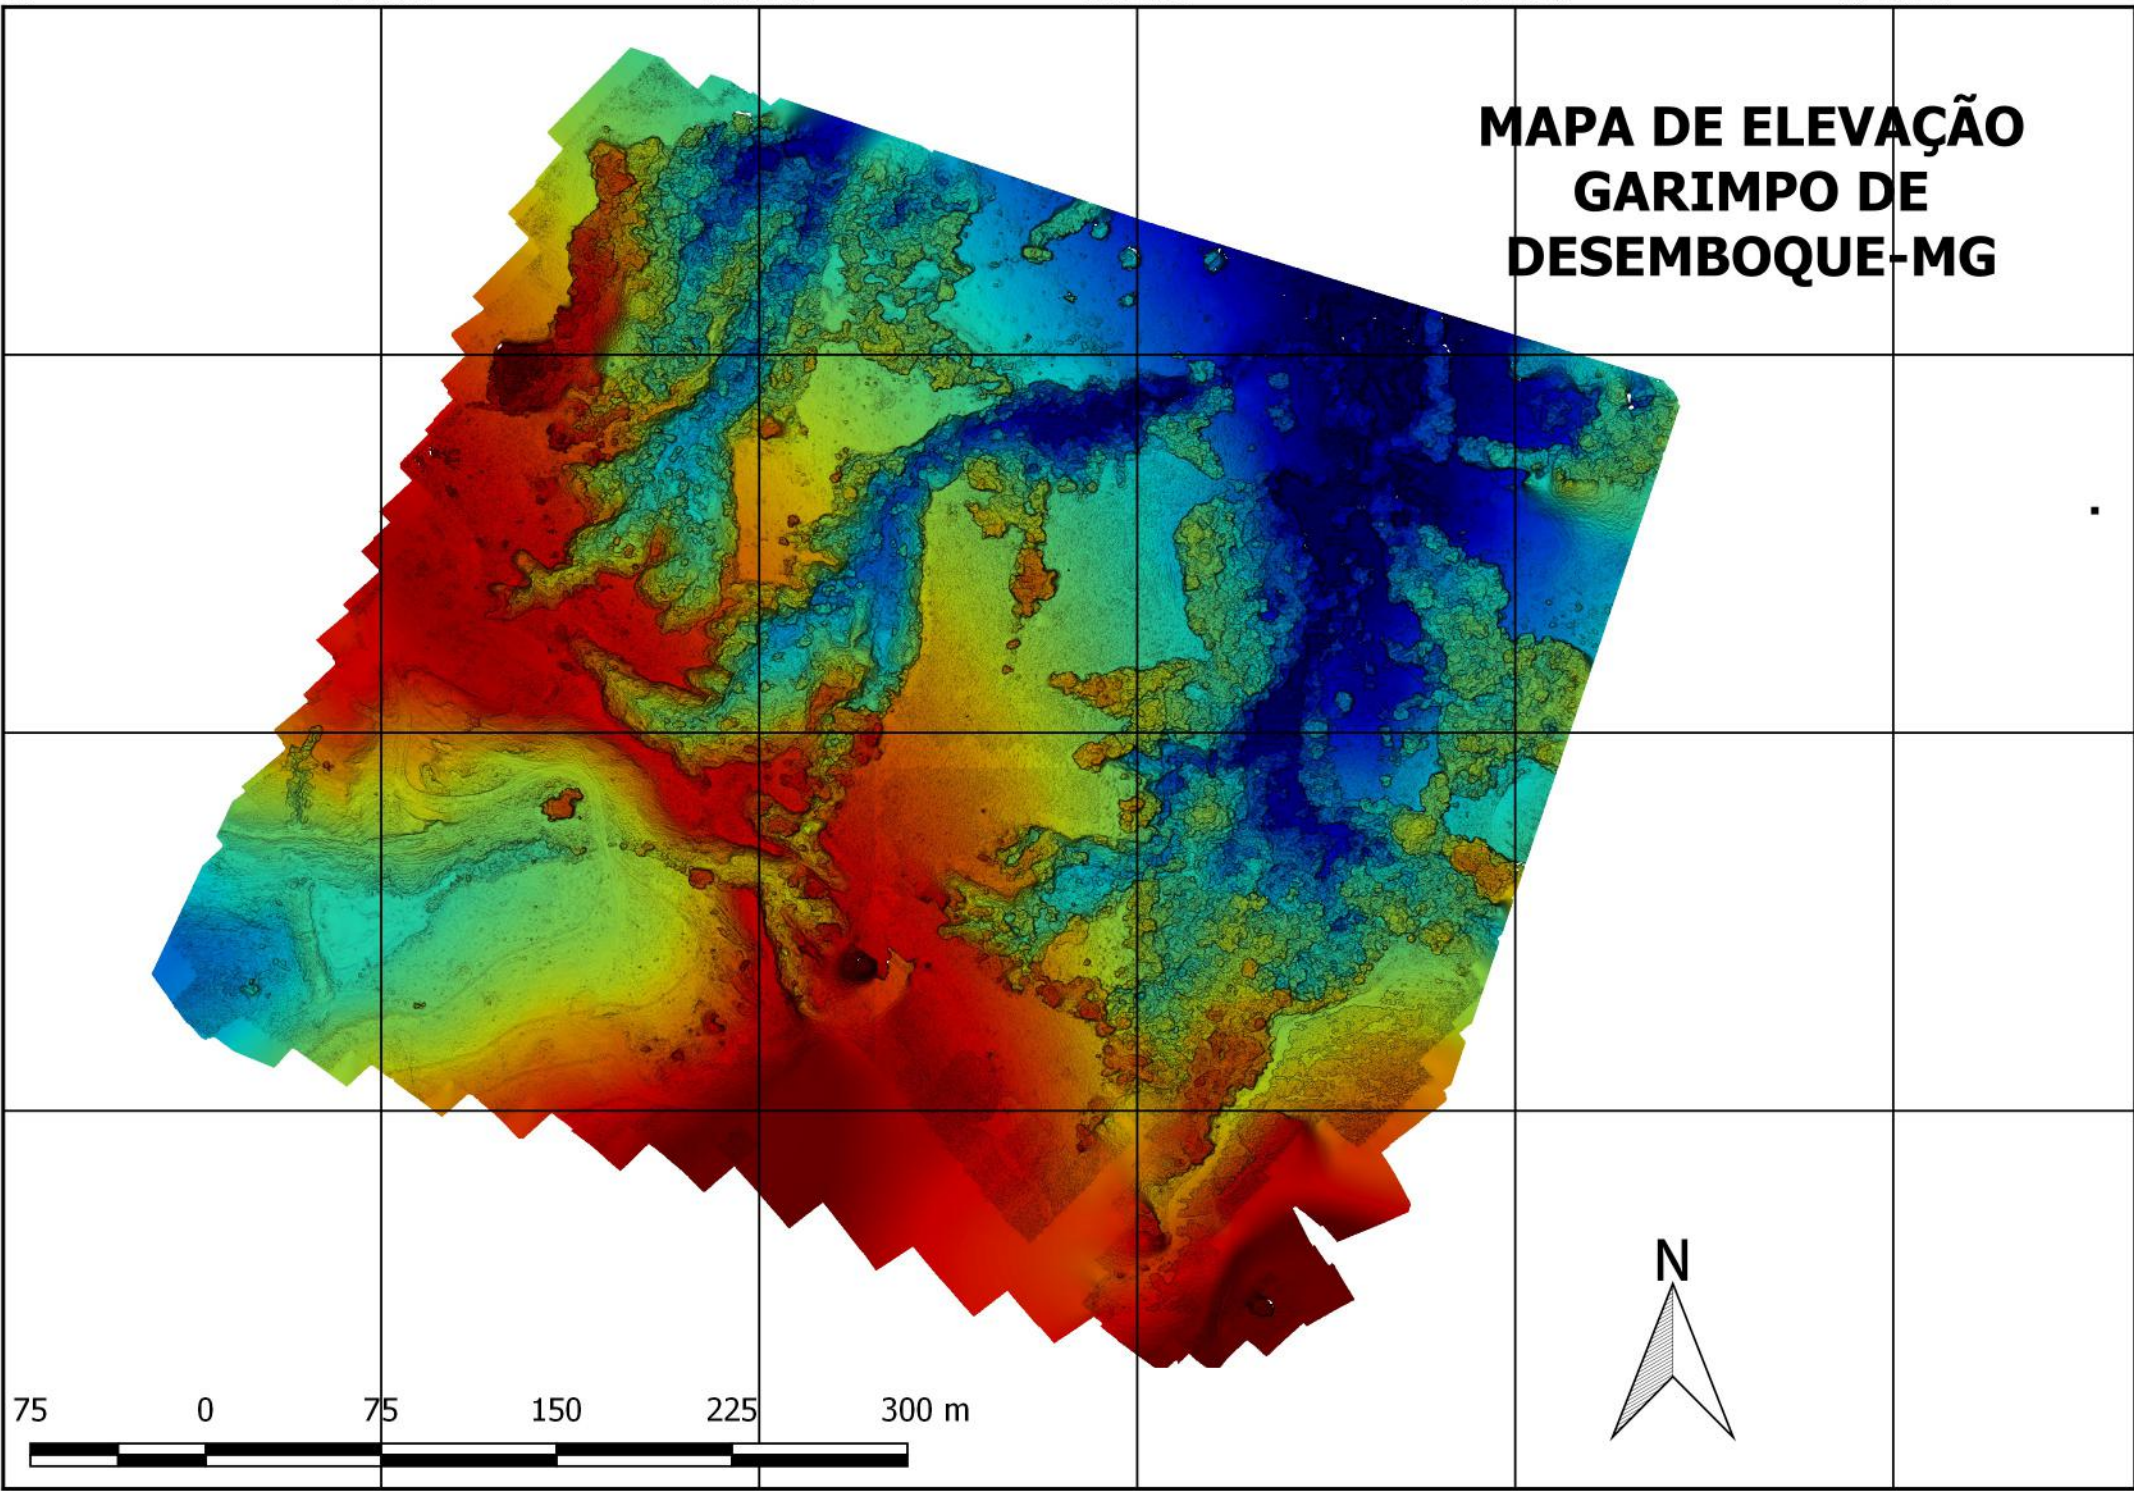 MAPA DE ELEVAÇÃO
GARIMPO DE
DESEMBOQUE-MG
N
75 0 75 150 225 300 m